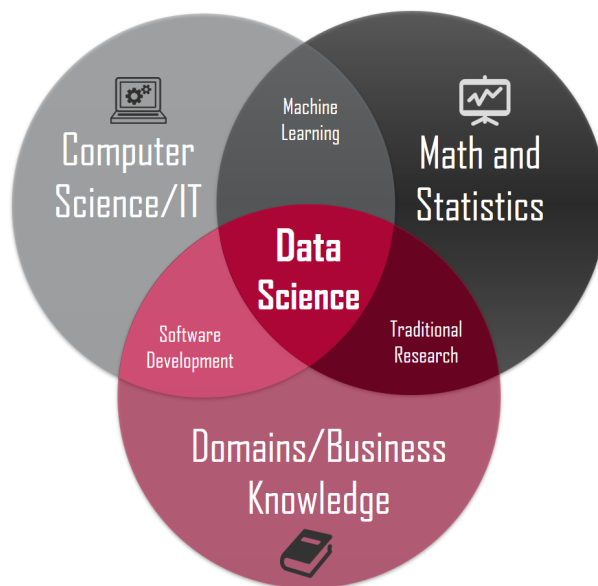 Machine
Learning
Computer
Science/IT
Math and
Statistics
Data
Science
Software
Development
Traditional
Research
Domains/Business
Knowledge